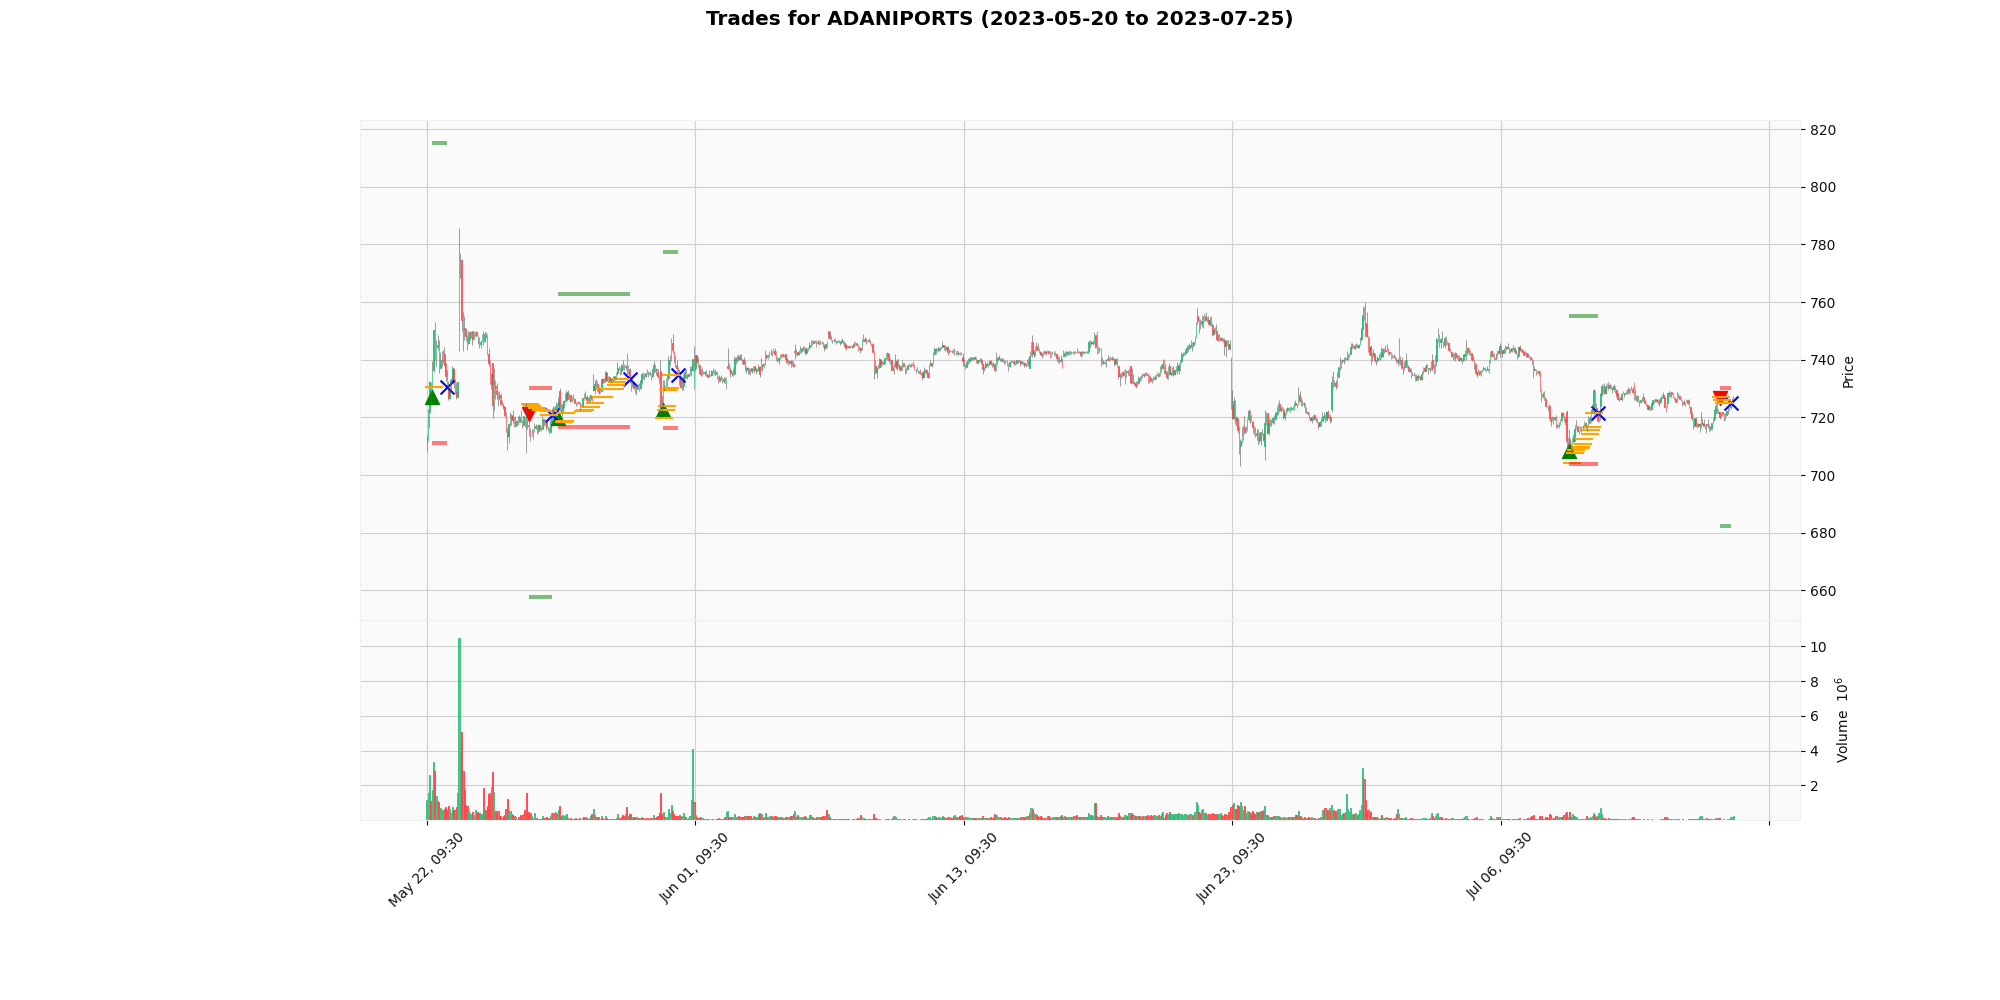 Trades for ADANIPORTS (2023-05-20 to 2023-07-25)
820
800
780
760
740
720
700
680
660
Price
10
8
6
4
2
Volume 10^6
May 22, 09:30
Jun 01, 09:30
Jun 13, 09:30
Jun 23, 09:30
Jul 06, 09:30